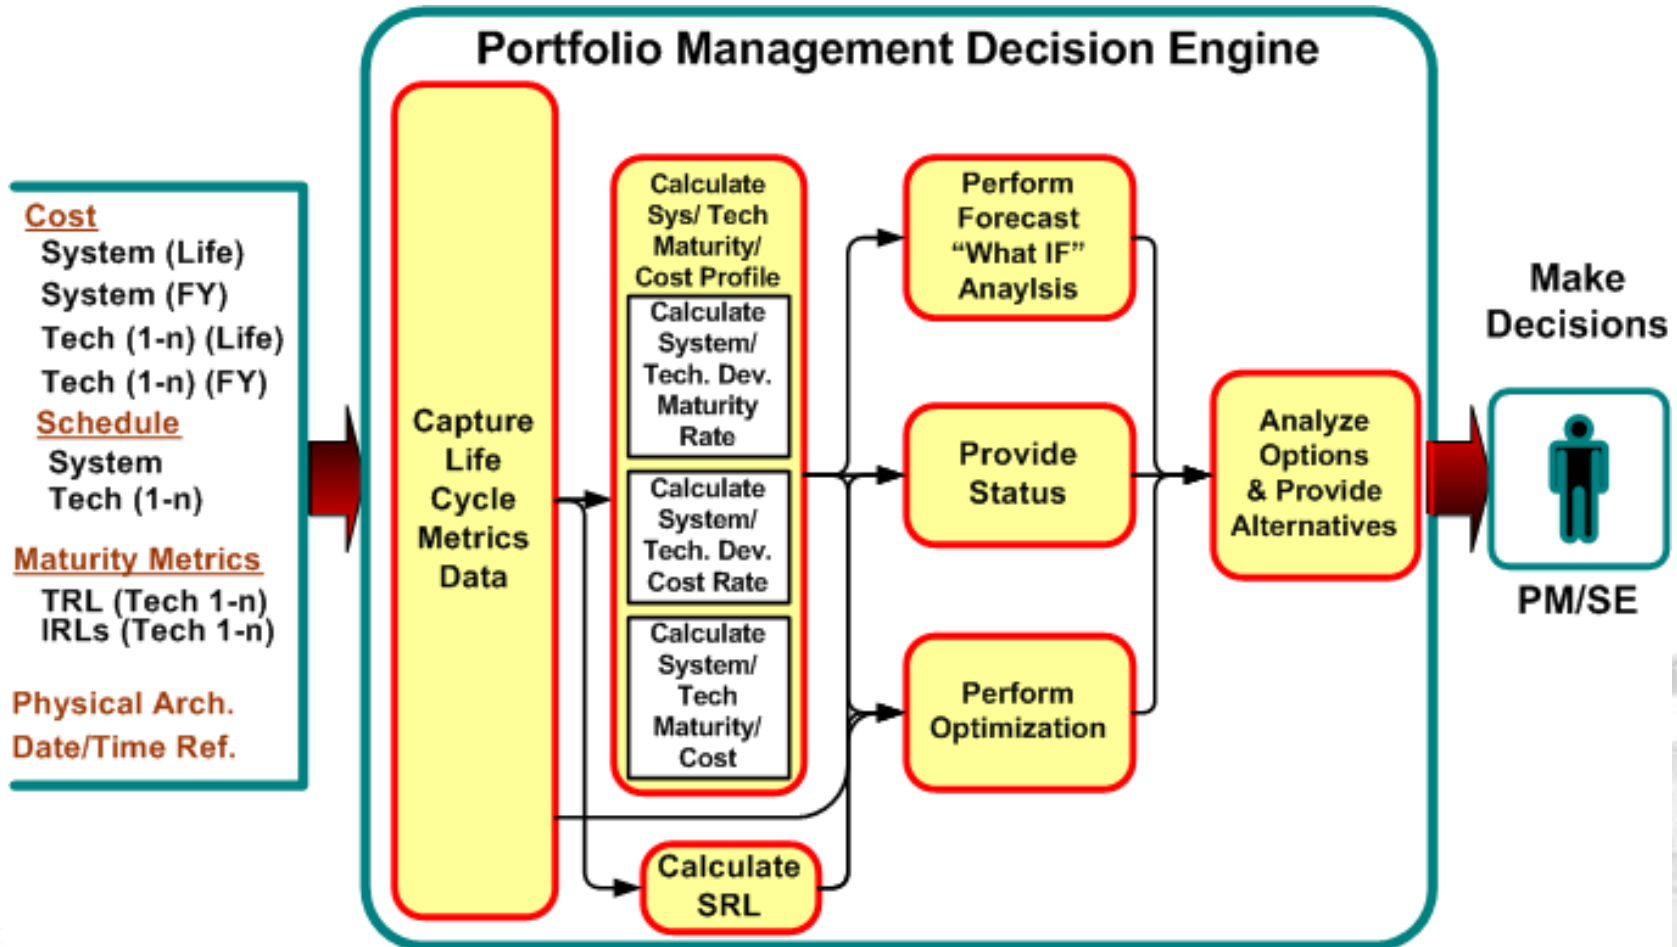 Portfolio Management Decision Engine
Cost
System (Life)
System (FY)
Tech (1-n) (Life)
Tech (1-n) (FY)
Schedule
System
Tech (1-n)
Maturity Metrics
TRL (Tech 1-n)
IRLs (Tech 1-n)
Physical Arch.
Date/Time Ref.
Capture
Life
Cycle
Metrics
Data
Calculate
Sys/ Tech
Maturity/
Cost Profile
Calculate
System/
Tech. Dev.
Maturity
Rate
Calculate
System/
Tech. Dev.
Cost Rate
Calculate
System/
Tech
Maturity/
Cost
Calculate
SRL
Perform
Forecast
“What IF”
Anaylsis
Provide
Status
Perform
Optimization
Analyze
Options
& Provide
Alternatives
Make
Decisions
PM/SE